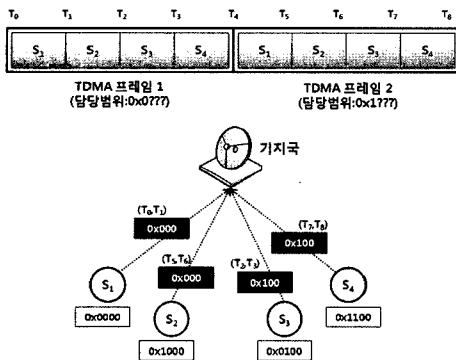 T₀ T₁ T₂ T₃ T₄ T₅ T₆ T₇ T₈
S₁ S₂ S₃ S₄ S₁ S₂ S₃ S₄
TDMA 프레임 1 TDMA 프레임 2
(담당범위:0x0???) (담당범위:0x1???)
기지국
(T₀,T₁)
0x000
(T₇,T₈)
0x100
(T₅,T₆)
0x000
(T₂,T₃)
0x100
S₁ S₄
0x0000 0x1100
S₂ S₃
0x1000 0x0100